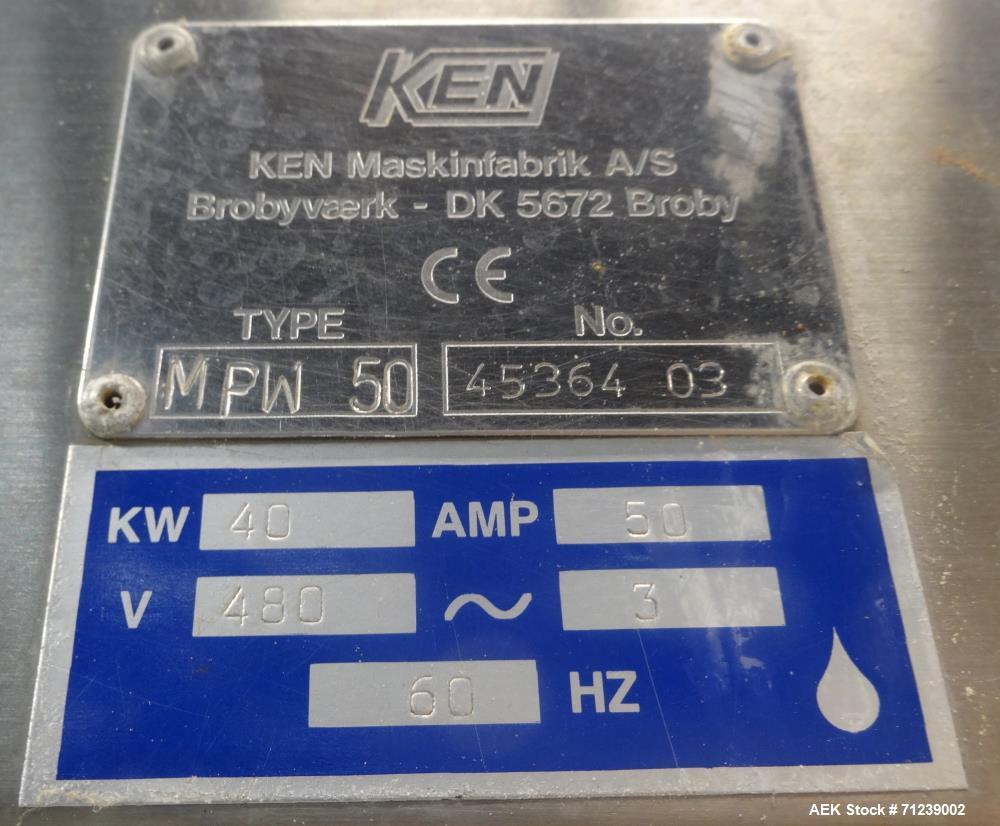 KEN
KEN Maskinfabrik A/S
Brobyværk - DK 5672 Broby
CE
TYPE No.
MPW 50 45364 03
KW 40 AMP 50
V 480 ~ 3
60 HZ
AEK Stock #71239002